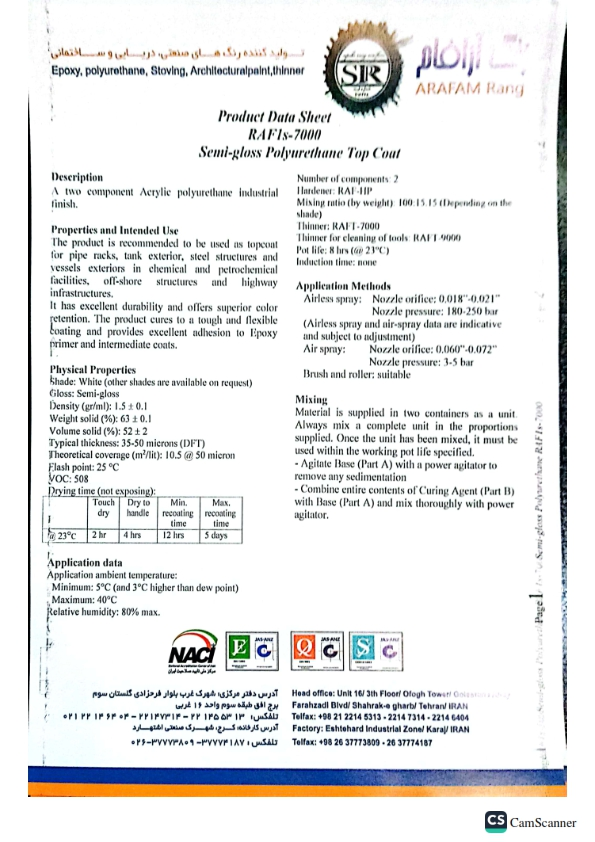 تولید کننده رنگ های صنعتی، دریایی و ساختمانی
Epoxy, polyurethane, Stoving, Architecturalpaint,thinner
SIR
رنگ آرافام
ARAFAM Rang
Product Data Sheet
RAF1s-7000
Semi-gloss Polyurethane Top Coat
Description
A two component Acrylic polyurethane industrial
finish.
Properties and Intended Use
The product is recommended to be used as topcoat
for pipe racks, tank exterior, steel structures and
vessels exteriors in chemical and petrochemical
facilities, off-shore structures and highway
infrastructures.
It has excellent durability and offers superior color
retention. The product cures to a tough and flexible
coating and provides excellent adhesion to Epoxy
primer and intermediate coats.
Physical Properties
Shade: White (other shades are available on request)
Gloss: Semi-gloss
Density (gr/ml): 1.5 ± 0.1
Weight solid (%): 63 ± 0.1
Volume solid (%): 52 ± 2
Typical thickness: 35-50 microns (DFT)
Theoretical coverage (m²/lit): 10.5 @ 50 micron
Flash point: 25 °C
VOC: 508
Drying time (not exposing):
Touch dry Dry to handle Min. recoating time Max. recoating time
@ 23°C 2 hr 4 hrs 12 hrs 5 days
Application data
Application ambient temperature:
Minimum: 5°C (and 3°C higher than dew point)
Maximum: 40°C
Relative humidity: 80% max.
Number of components: 2
Hardener: RAF-HP
Mixing ratio (by weight): 100:15.15 (Depending on the
shade)
Thinner: RAFT-7000
Thinner for cleaning of tools: RAFT-9000
Pot life: 8 hrs (@ 23°C)
Induction time: none
Application Methods
Airless spray: Nozzle orifice: 0.018"-0.021"
Nozzle pressure: 180-250 bar
(Airless spray and air-spray data are indicative
and subject to adjustment)
Air spray: Nozzle orifice: 0.060"-0.072"
Nozzle pressure: 3-5 bar
Brush and roller: suitable
Mixing
Material is supplied in two containers as a unit.
Always mix a complete unit in the proportions
supplied. Once the unit has been mixed, it must be
used within the working pot life specified.
- Agitate Base (Part A) with a power agitator to
remove any sedimentation
- Combine entire contents of Curing Agent (Part B)
with Base (Part A) and mix thoroughly with power
agitator.
Page 1
Semi-gloss Polyurethane RAF1s-7000
NACI
E
JAS-ANZ
Q
JAS-ANZ
S
JAS-ANZ
آدرس دفتر مرکزی: شهرک غرب بلوار فرحزادی گلستان سوم
برج افق طبقه سوم واحد ۱۶ غربی
تلفکس: ۱۳ ۵۳ ۲۲۱۴ – ۲۲۱۴۷۳۱۴ – ۰۴ ۶۴ ۱۴ ۲۲ ۰۲۱
آدرس کارخانه: کرج، شهرک صنعتی اشتهارد
تلفکس: ۳۷۷۷۴۱۸۷ – ۰۲۶-۳۷۷۷۳۸۰۹
Head office: Unit 16/ 3th Floor/ Ofogh Tower/
Farahzadi Blvd/ Shahrak-e gharb/ Tehran/ IRAN
Telfax: +98 21 2214 5313 - 2214 7314 - 2214 6404
Factory: Eshtehard Industrial Zone/ Karaj/ IRAN
Telfax: +98 26 37773809 - 26 37774187
CS CamScanner